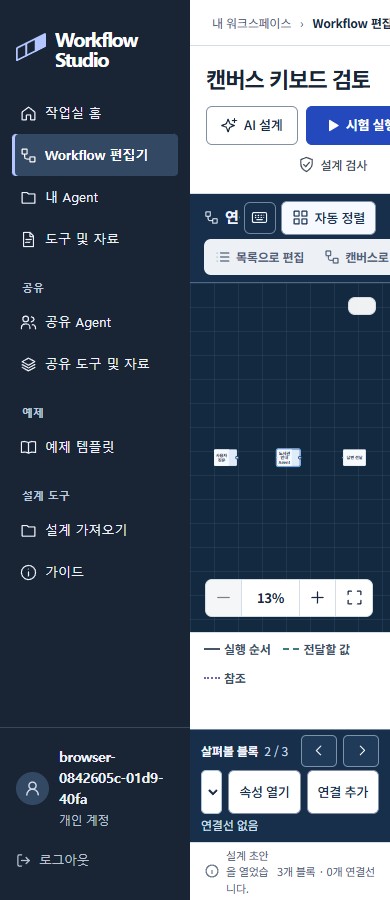 Workflow
Studio
작업실 홈
Workflow 편집기
내 Agent
도구 및 자료
공유
공유 Agent
공유 도구 및 자료
예제
예제 템플릿
설계 도구
설계 가져오기
가이드
browser-
0842605c-01d9-
40fa
개인 계정
로그아웃
내 워크스페이스 › Workflow 편집
캔버스 키보드 검토
AI 설계
시험 실행
설계 검사
연
자동 정렬
목록으로 편집
캔버스로
13%
실행 순서
전달할 값
참조
살펴볼 블록 2 / 3
속성 열기
연결 추가
연결선 없음
설계 초안
을 열었습
니다.
3개 블록 · 0개 연결선